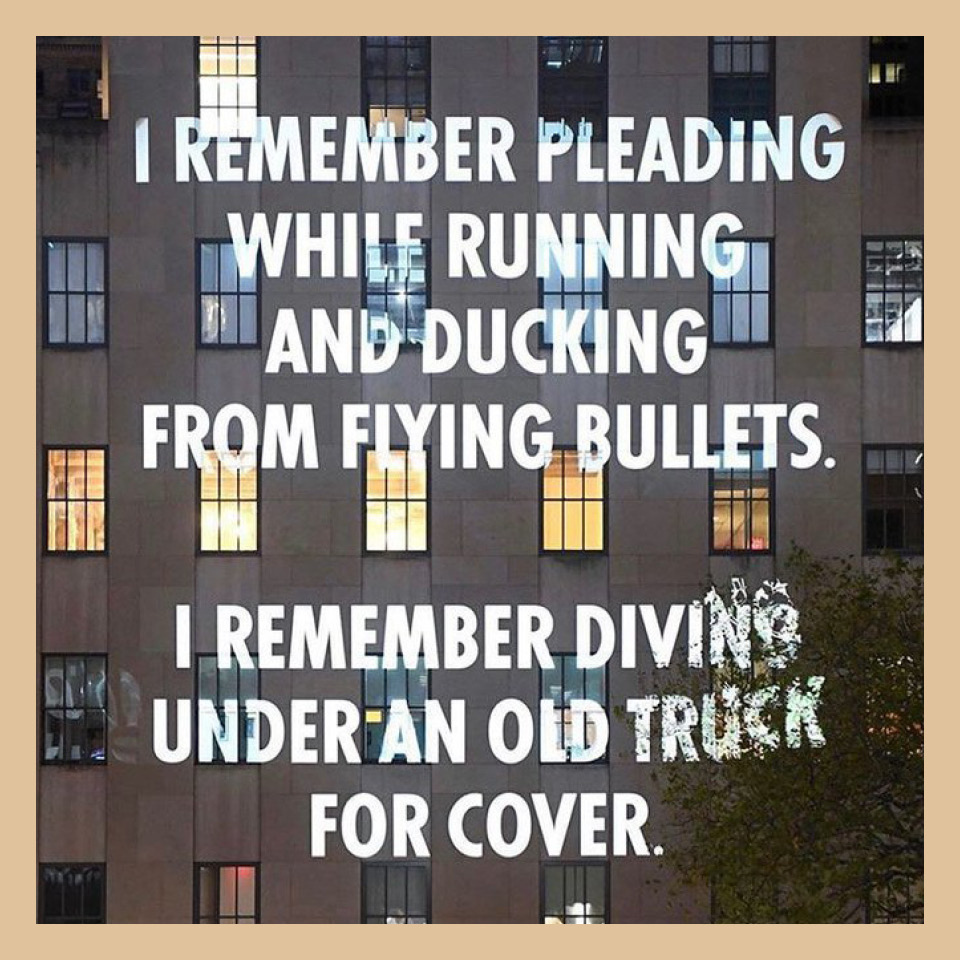 I REMEMBER PLEADING
WHILE RUNNING
AND DUCKING
FROM FLYING BULLETS.
I REMEMBER DIVING
UNDER AN OLD TRUCK
FOR COVER.